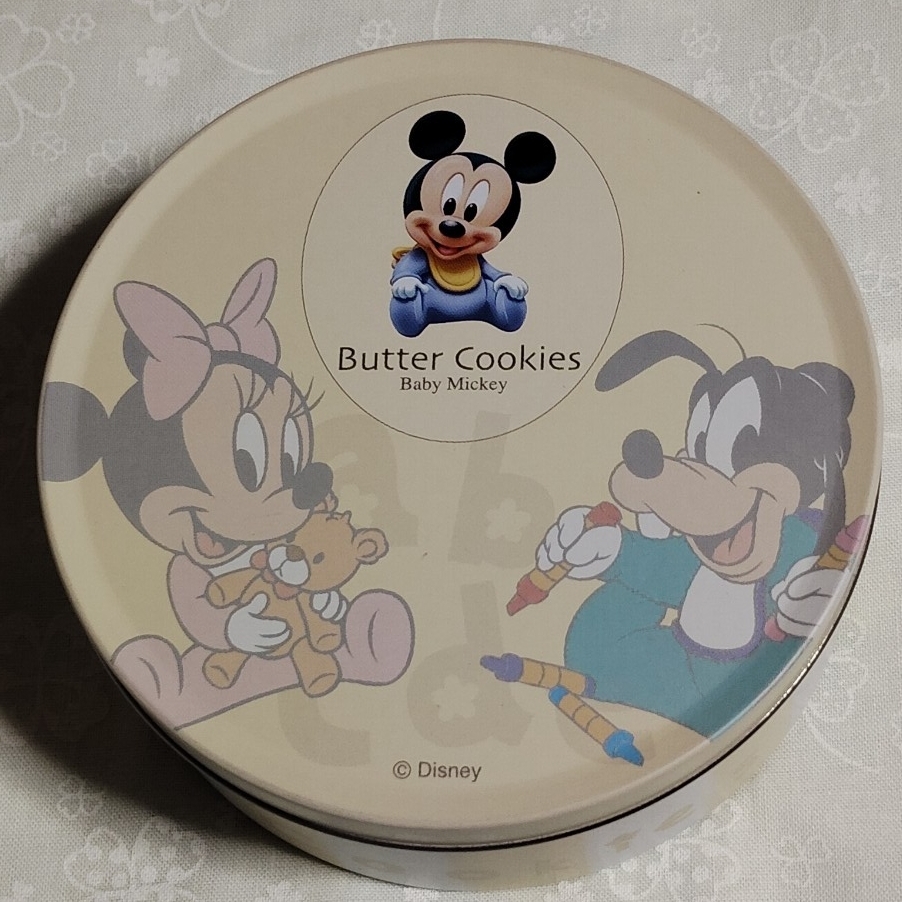 Butter Cookies
Baby Mickey
a b
c d
© Disney